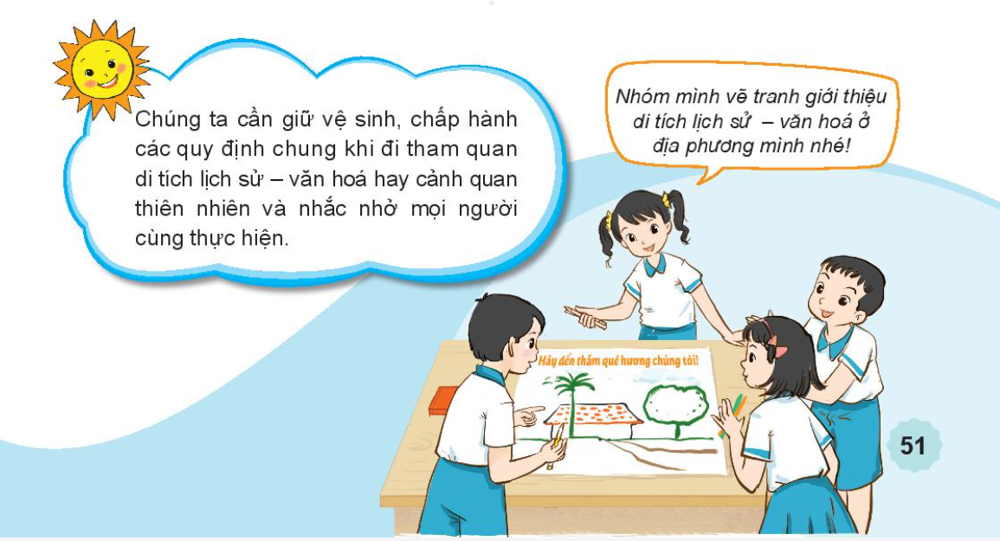 Chúng ta cần giữ vệ sinh, chấp hành
các quy định chung khi đi tham quan
di tích lịch sử – văn hoá hay cảnh quan
thiên nhiên và nhắc nhở mọi người
cùng thực hiện.
Nhóm mình vẽ tranh giới thiệu
di tích lịch sử – văn hoá ở
địa phương mình nhé!
Hãy đến thăm quê hương chúng tôi!
51